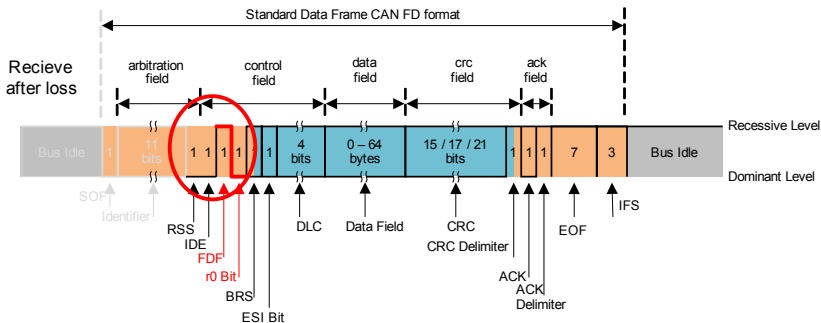 Standard Data Frame CAN FD format
Recieve
after loss
arbitration
field
control
field
data
field
crc
field
ack
field
Recessive Level
Bus Idle
1
11
bits
1
1
1
1
1
1
4
bits
0 – 64
bytes
15 / 17 / 21
bits
1
1
1
7
3
Bus Idle
Dominant Level
SOF
Identifier
RSS
IDE
FDF
r0 Bit
BRS
ESI Bit
DLC
Data Field
CRC
CRC Delimiter
ACK
ACK
Delimiter
EOF
IFS